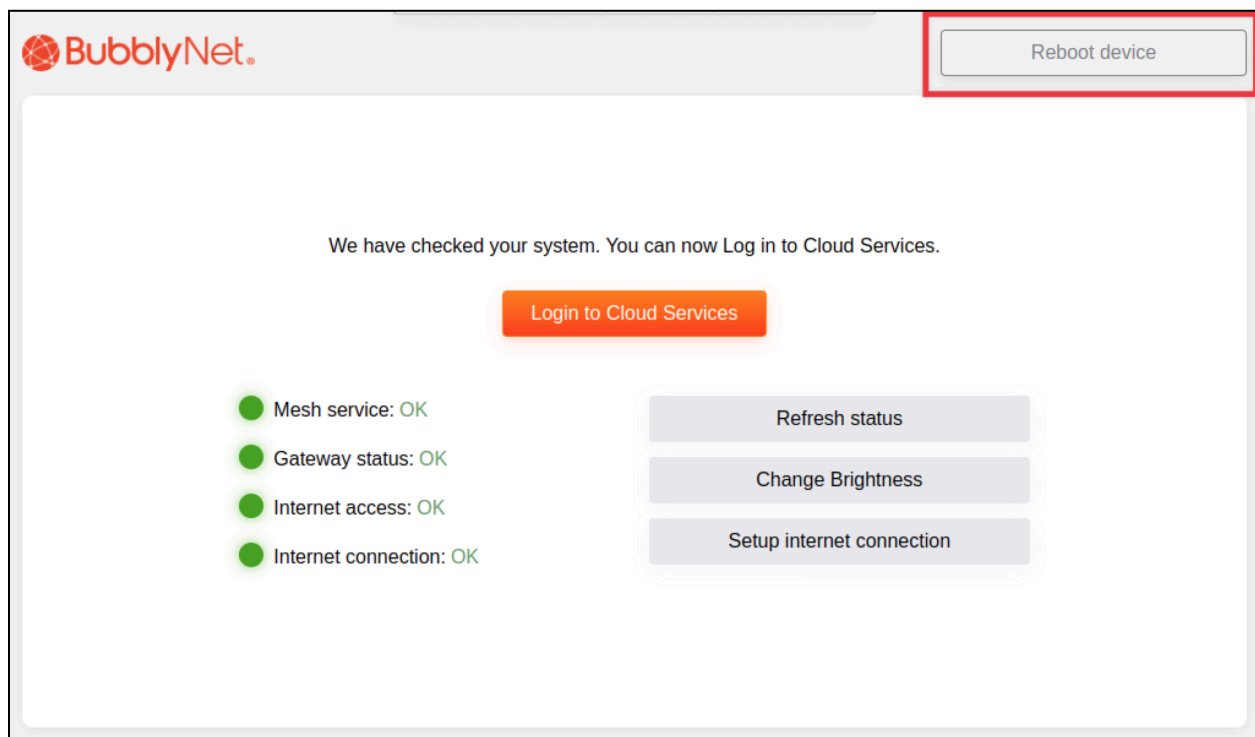 BubblyNet®
Reboot device
We have checked your system. You can now Log in to Cloud Services.
Login to Cloud Services
Mesh service: OK
Gateway status: OK
Internet access: OK
Internet connection: OK
Refresh status
Change Brightness
Setup internet connection